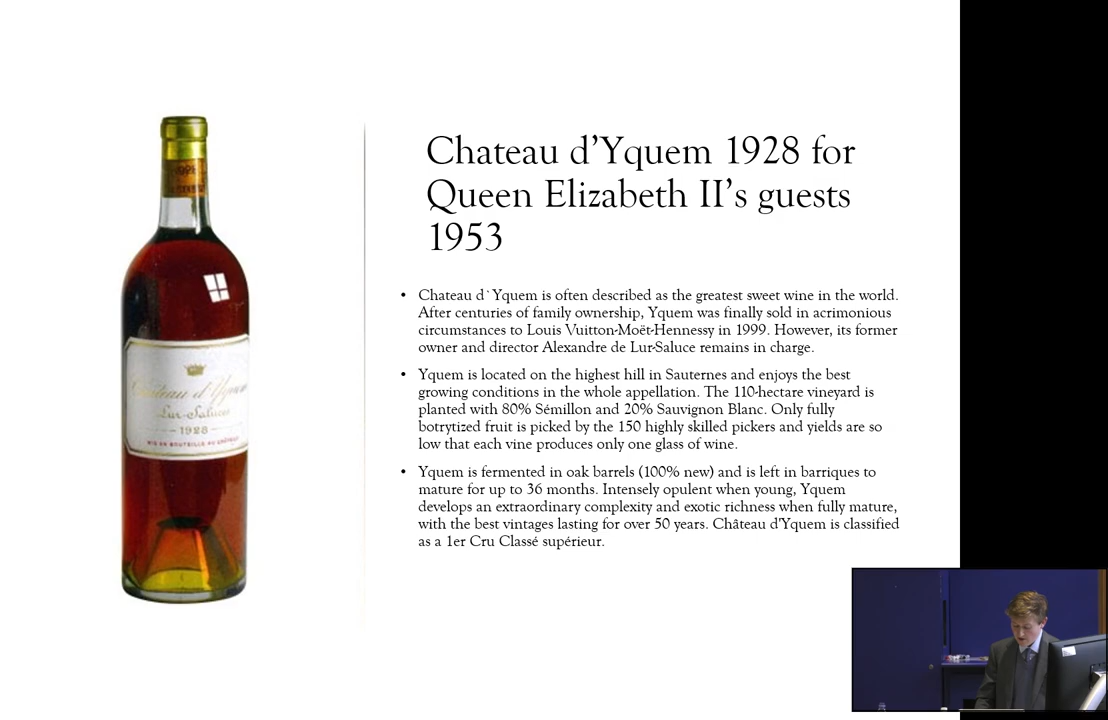 Chateau d’Yquem 1928 for
Queen Elizabeth II’s guests
1953
• Chateau d`Yquem is often described as the greatest sweet wine in the world.
After centuries of family ownership, Yquem was finally sold in acrimonious
circumstances to Louis Vuitton-Moët-Hennessy in 1999. However, its former
owner and director Alexandre de Lur-Saluce remains in charge.
• Yquem is located on the highest hill in Sauternes and enjoys the best
growing conditions in the whole appellation. The 110-hectare vineyard is
planted with 80% Sémillon and 20% Sauvignon Blanc. Only fully
botrytized fruit is picked by the 150 highly skilled pickers and yields are so
low that each vine produces only one glass of wine.
• Yquem is fermented in oak barrels (100% new) and is left in barriques to
mature for up to 36 months. Intensely opulent when young, Yquem
develops an extraordinary complexity and exotic richness when fully mature,
with the best vintages lasting for over 50 years. Château d'Yquem is classified
as a 1er Cru Classé supérieur.
Château d'Yquem
Lur-Saluces
1928
MIS EN BOUTEILLE AU CHÂTEAU